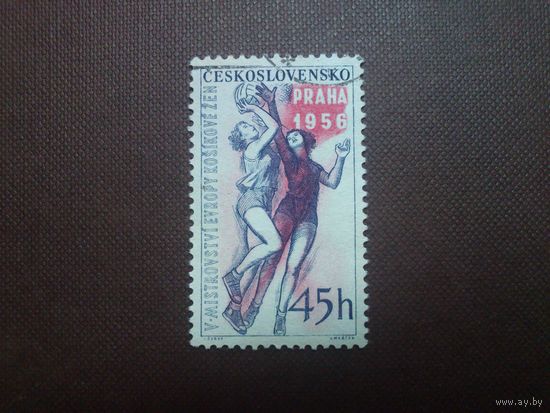 ČESKOSLOVENSKO
PRAHA
1956
V. MISTROVSTVÍ EVROPY KOŠÍKOVÉ ŽEN
45h
www.ay.by